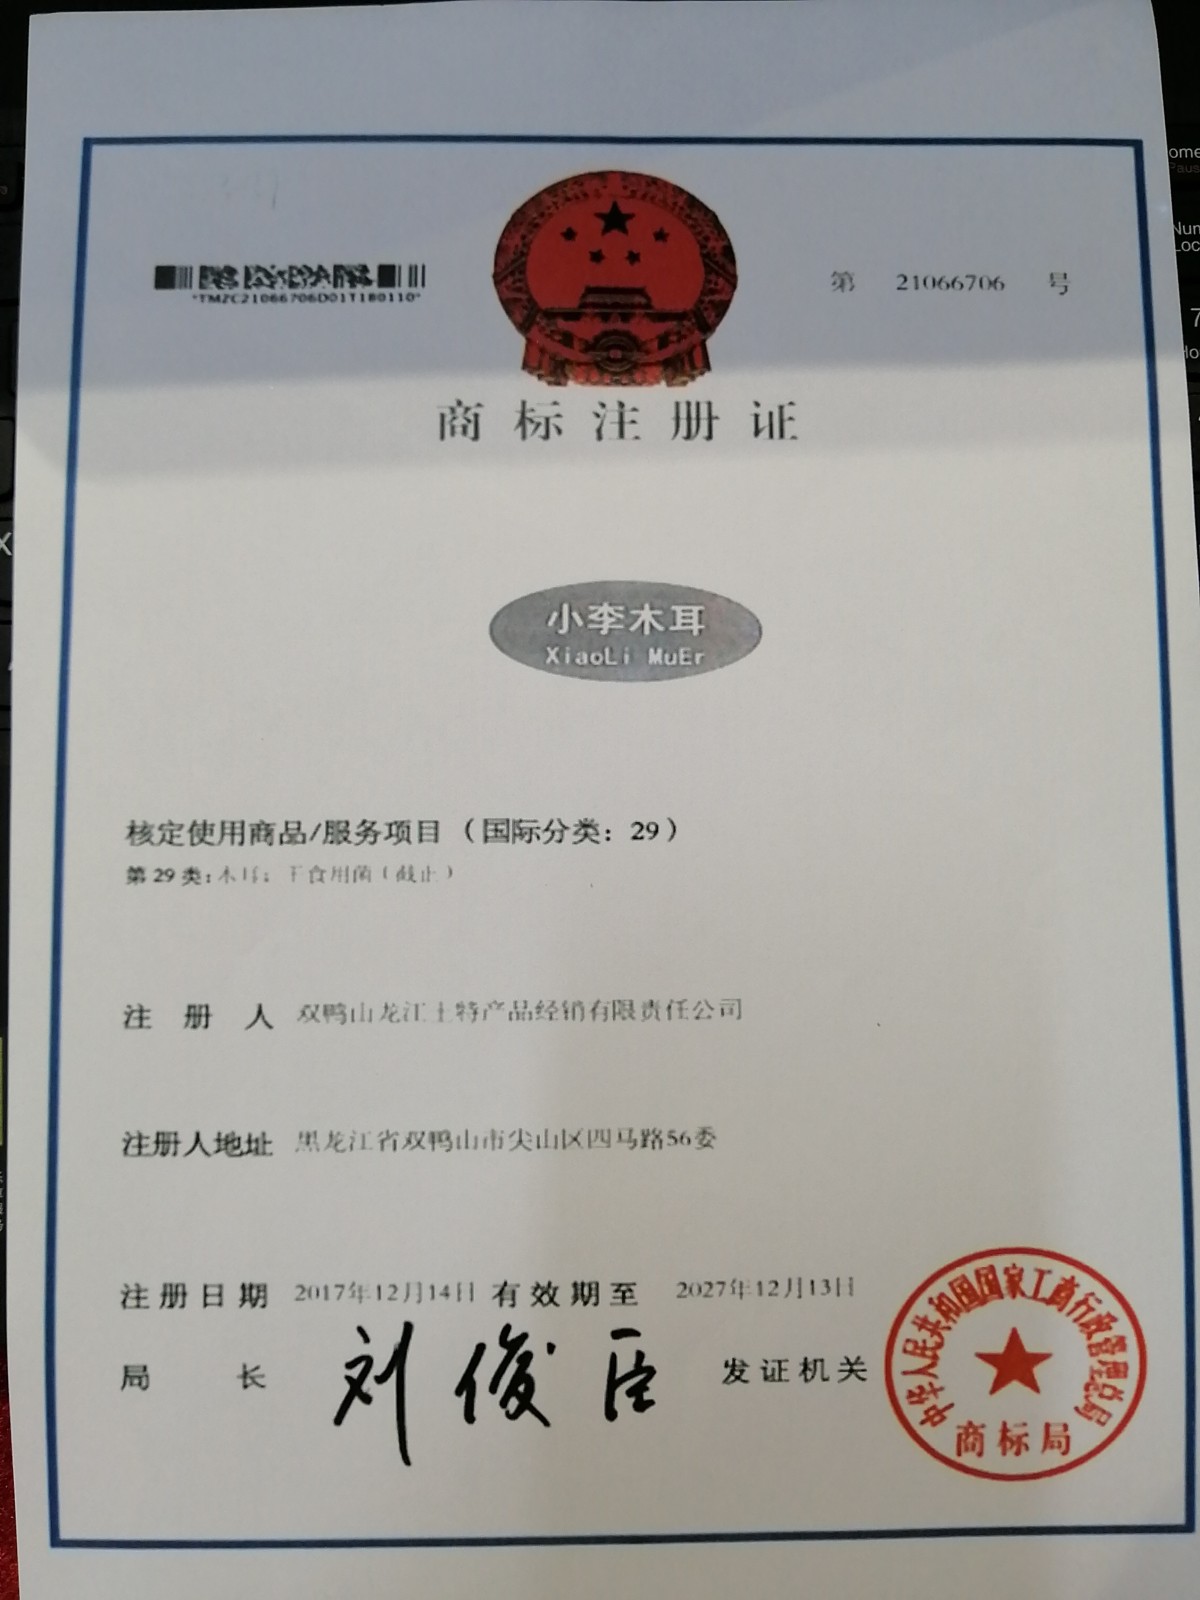 *TMZC21066706D01T180110*
第 21066706 号
商标注册证
小李木耳
XiaoLi MuEr
核定使用商品/服务项目（国际分类：29）
第29类：木耳；干食用菌（截止）
注册人 双鸭山龙江土特产品经销有限责任公司
注册人地址 黑龙江省双鸭山市尖山区四马路56委
注册日期 2017年12月14日 有效期至 2027年12月13日
局长 刘俊臣 发证机关
中华人民共和国国家工商行政管理总局
商标局